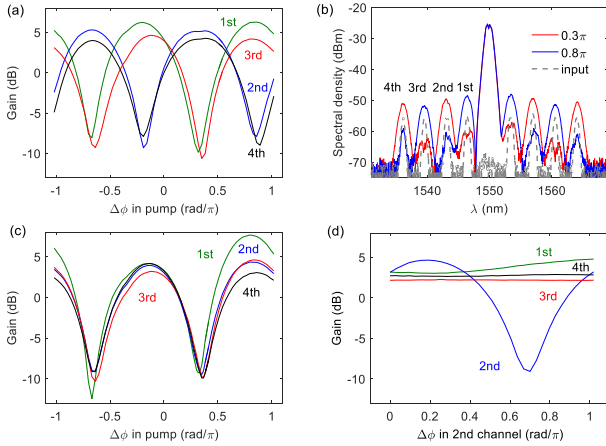 (a)
5
0
-5
-10
Gain (dB)
-1
-0.5
0
0.5
1
Δϕ in pump (rad/π)
1st
3rd
2nd
4th
(b)
-30
-40
-50
-60
-70
Spectral density (dBm)
1540
1550
1560
λ (nm)
0.3π
0.8π
input
4th 3rd 2nd 1st
(c)
5
0
-5
-10
Gain (dB)
-1
-0.5
0
0.5
1
Δϕ in pump (rad/π)
1st
2nd
3rd
4th
(d)
5
0
-5
-10
Gain (dB)
0
0.2
0.4
0.6
0.8
1
Δϕ in 2nd channel (rad/π)
1st
4th
3rd
2nd